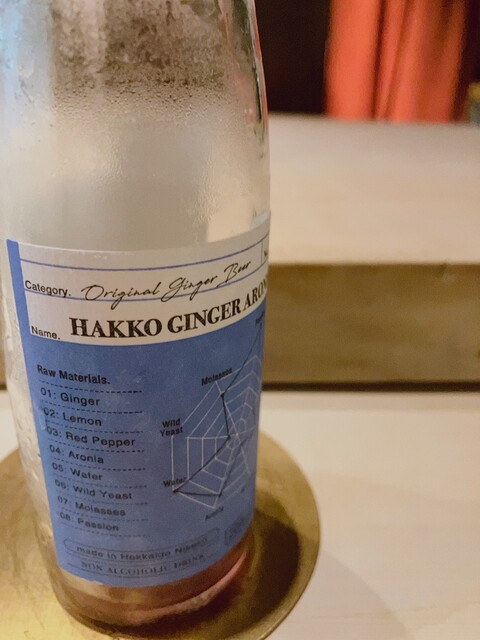 Category. Original Ginger Beer
Name. HAKKO GINGER ARON
Raw Materials.
01: Ginger
02: Lemon
03: Red Pepper
04: Aronia
05: Water
06: Wild Yeast
07: Molasses
08: Passion
Molasses
Wild
Yeast
Water
Aronia
made in Hokkaido
NON ALCOHOLIC DRINK